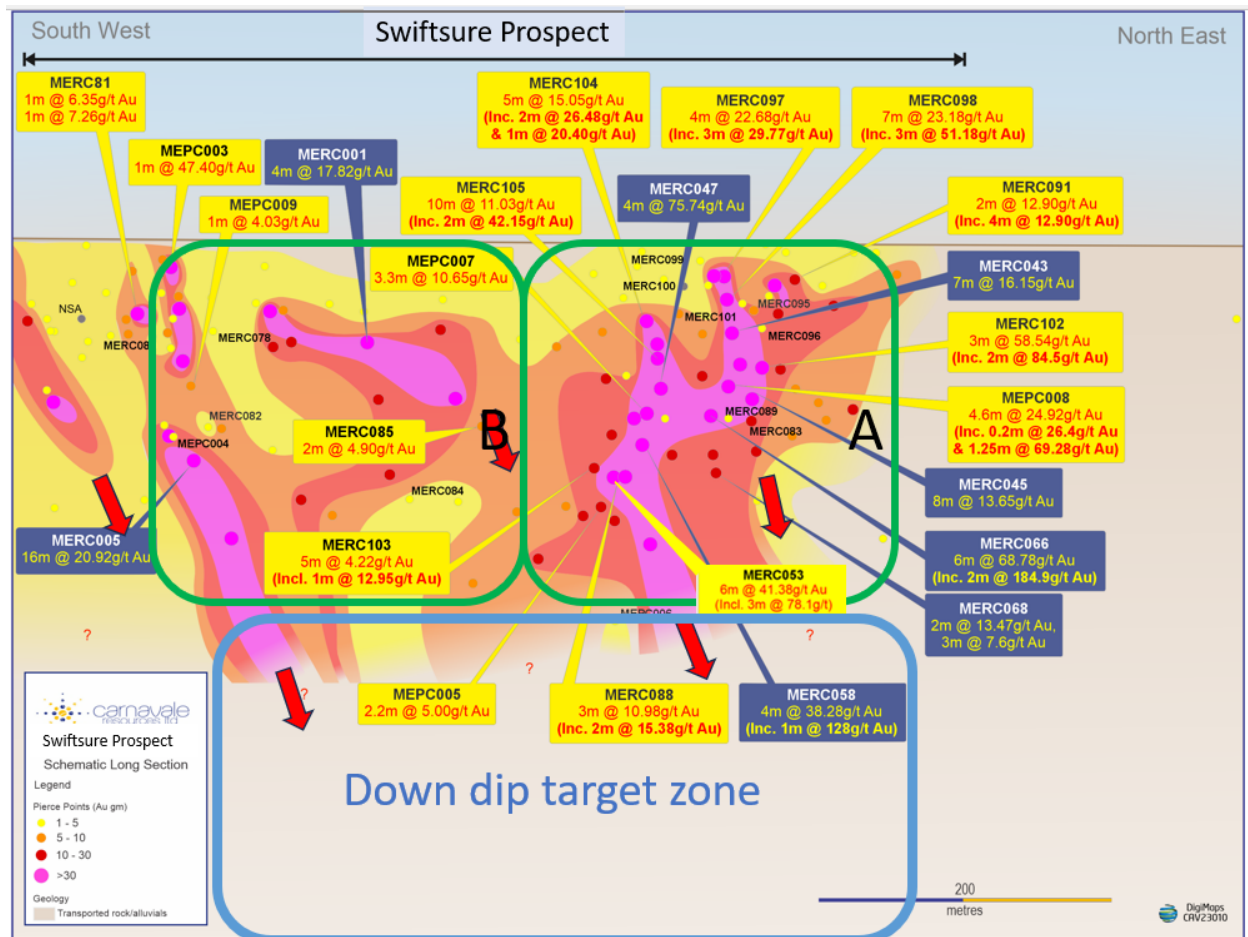 South West
Swiftsure Prospect
North East
MERC81
1m @ 6.35g/t Au
1m @ 7.26g/t Au
MEPC003
1m @ 47.40g/t Au
MEPC009
1m @ 4.03g/t Au
MERC001
4m @ 17.82g/t Au
MERC104
5m @ 15.05g/t Au
(Inc. 2m @ 26.48g/t Au
& 1m @ 20.40g/t Au)
MERC097
4m @ 22.68g/t Au
(Inc. 3m @ 29.77g/t Au)
MERC098
7m @ 23.18g/t Au
(Inc. 3m @ 51.18g/t Au)
MERC105
10m @ 11.03g/t Au
(Inc. 2m @ 42.15g/t Au)
MERC047
4m @ 75.74g/t Au
MERC091
2m @ 12.90g/t Au
(Inc. 4m @ 12.90g/t Au)
MEPC007
3.3m @ 10.65g/t Au
MERC099
MERC100
MERC043
7m @ 16.15g/t Au
NSA
MERC08
MERC078
MERC101
MERC095
MERC096
MERC102
3m @ 58.54g/t Au
(Inc. 2m @ 84.5g/t Au)
MERC082
MEPC004
MERC085
2m @ 4.90g/t Au
B
MERC089
MERC083
A
MEPC008
4.6m @ 24.92g/t Au
(Inc. 0.2m @ 26.4g/t Au
& 1.25m @ 69.28g/t Au)
MERC084
MERC045
8m @ 13.65g/t Au
MERC005
16m @ 20.92g/t Au
MERC103
5m @ 4.22g/t Au
(Incl. 1m @ 12.95g/t Au)
MERC066
6m @ 68.78g/t Au
(Inc. 2m @ 184.9g/t Au)
MERC053
6m @ 41.38g/t Au
(Incl. 3m @ 78.1g/t)
MERC068
2m @ 13.47g/t Au,
3m @ 7.6g/t Au
?
?
?
?
MEPC005
2.2m @ 5.00g/t Au
MERC088
3m @ 10.98g/t Au
(Inc. 2m @ 15.38g/t Au)
MERC058
4m @ 38.28g/t Au
(Inc. 1m @ 128g/t Au)
Down dip target zone
carnavale
resources ltd
Swiftsure Prospect
Schematic Long Section
Legend
Pierce Points (Au gm)
1 - 5
5 - 10
10 - 30
>30
Geology
Transported rock/alluvials
200
metres
DigiMaps
CAV23010